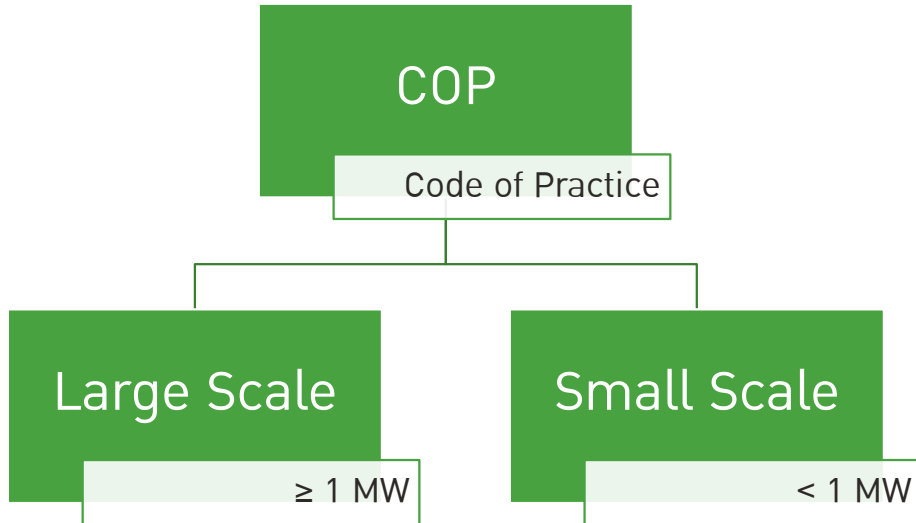 COP
Code of Practice
Large Scale
≥ 1 MW
Small Scale
< 1 MW